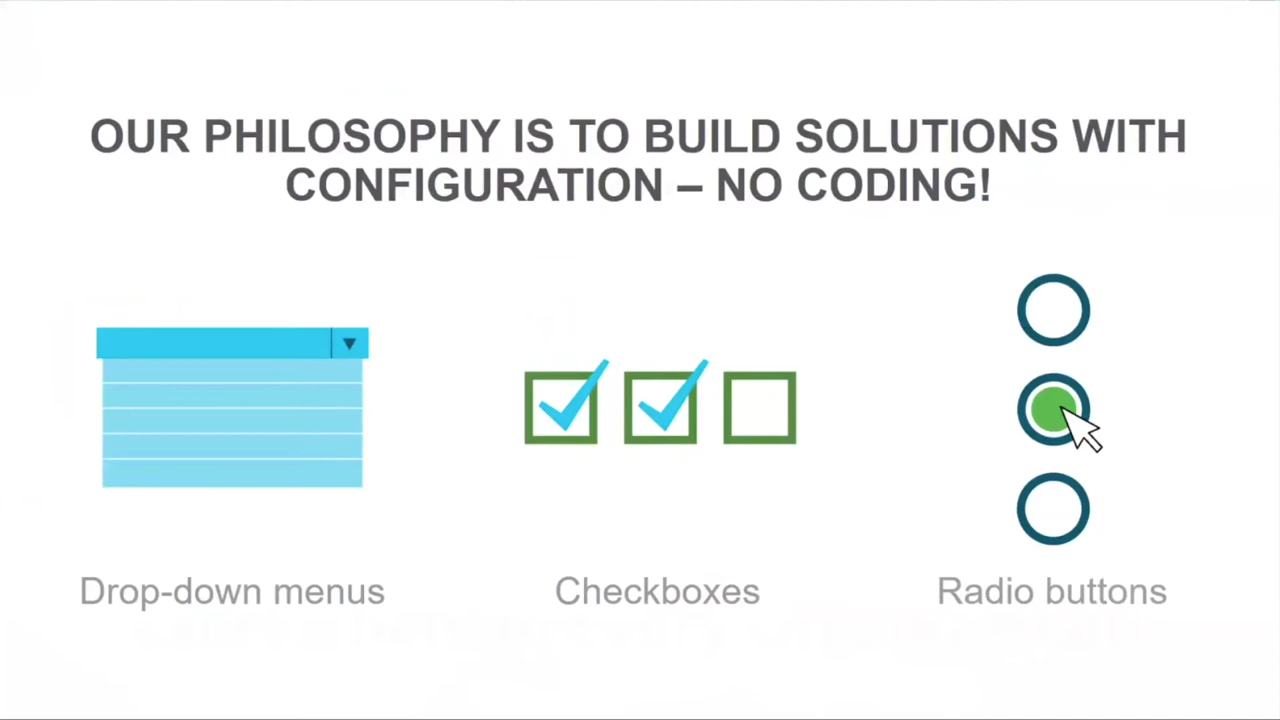 OUR PHILOSOPHY IS TO BUILD SOLUTIONS WITH
CONFIGURATION – NO CODING!
Drop-down menus
Checkboxes
Radio buttons